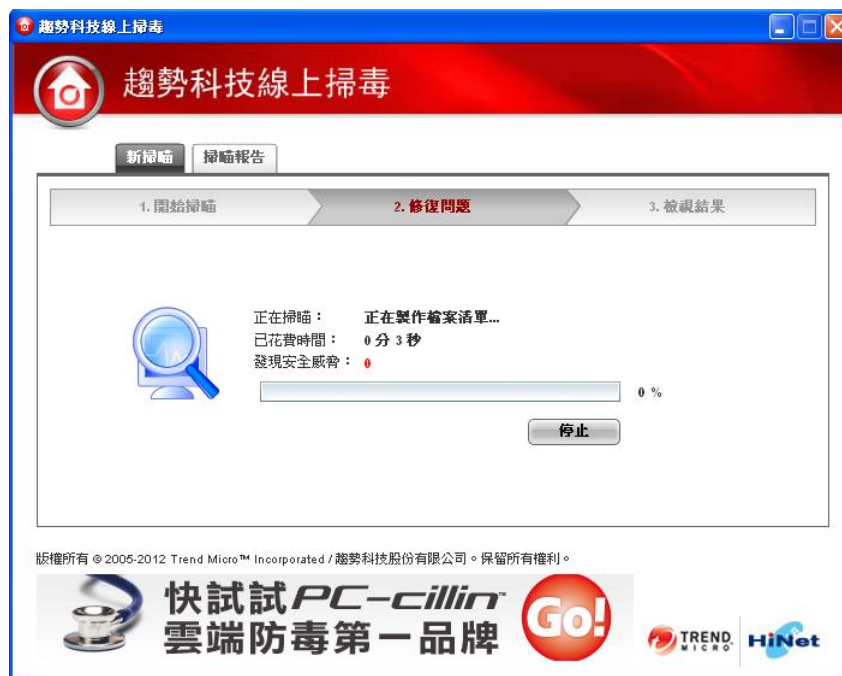 趨勢科技線上掃毒
趨勢科技線上掃毒
新掃瞄 掃瞄報告
1. 開始掃瞄 2. 修復問題 3. 檢視結果
正在掃瞄： 正在製作檔案清單...
已花費時間： 0 分 3 秒
發現安全威脅： 0
0 %
停止
版權所有 © 2005-2012 Trend Micro™ Incorporated / 趨勢科技股份有限公司。保留所有權利。
快試試PC-cillin™
雲端防毒第一品牌
Go!
TREND MICRO
HiNet